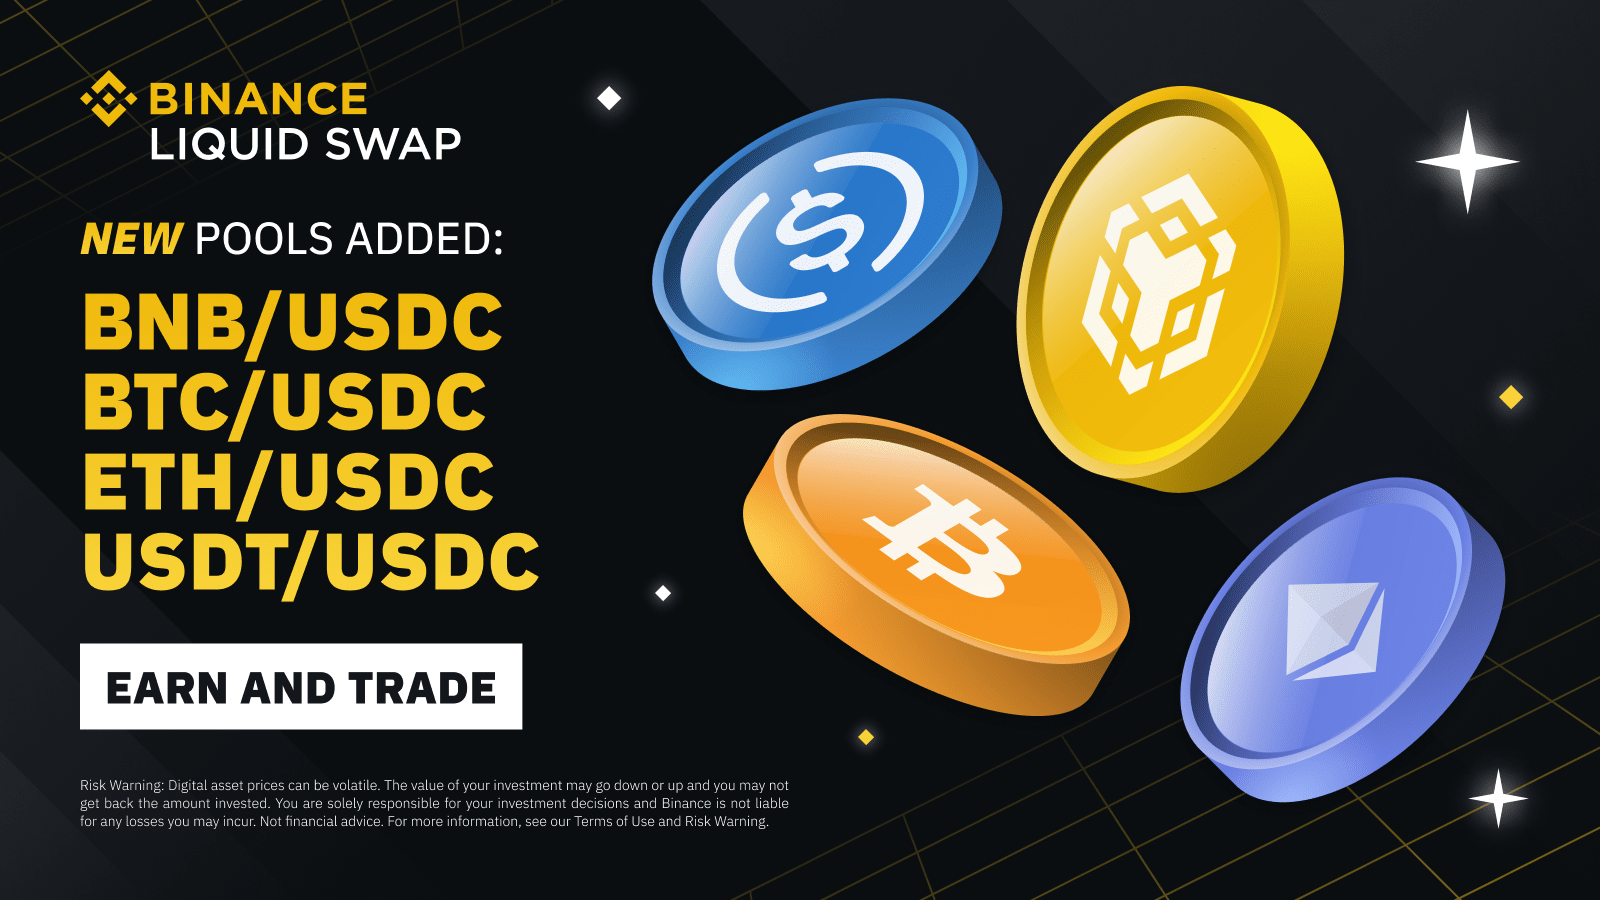 BINANCE
LIQUID SWAP
NEW POOLS ADDED:
BNB/USDC
BTC/USDC
ETH/USDC
USDT/USDC
EARN AND TRADE
Risk Warning: Digital asset prices can be volatile. The value of your investment may go down or up and you may not
get back the amount invested. You are solely responsible for your investment decisions and Binance is not liable
for any losses you may incur. Not financial advice. For more information, see our Terms of Use and Risk Warning.